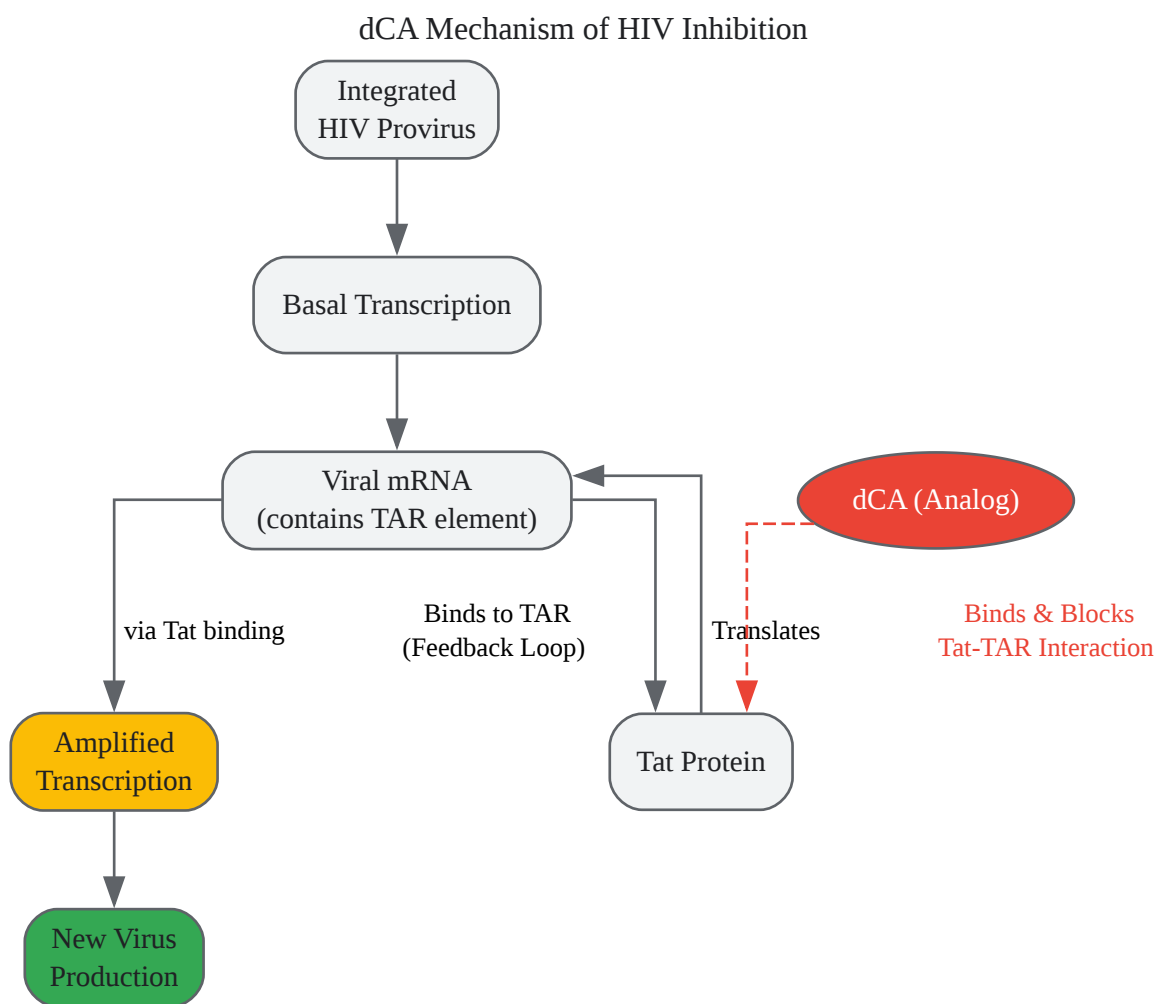 dCA Mechanism of HIV Inhibition
Integrated
HIV Provirus
Basal Transcription
Viral mRNA
(contains TAR element)
dCA (Analog)
via Tat binding
Binds to TAR
(Feedback Loop)
Translates
Binds & Blocks
Tat-TAR Interaction
Amplified
Transcription
Tat Protein
New Virus
Production